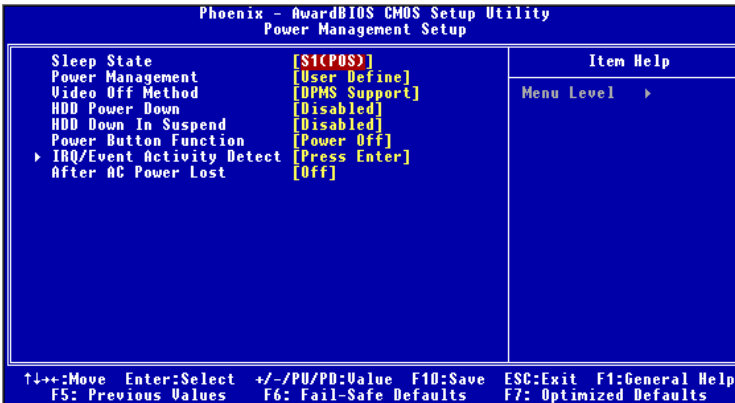 Phoenix - AwardBIOS CMOS Setup Utility
Power Management Setup
Sleep State [S1(POS)]
Power Management [User Define]
Video Off Method [DPMS Support]
HDD Power Down [Disabled]
HDD Down In Suspend [Disabled]
Power Button Function [Power Off]
▶ IRQ/Event Activity Detect [Press Enter]
After AC Power Lost [Off]
Item Help
Menu Level ▶
↑↓→←:Move Enter:Select +/-/PU/PD:Value F10:Save ESC:Exit F1:General Help
F5: Previous Values F6: Fail-Safe Defaults F7: Optimized Defaults